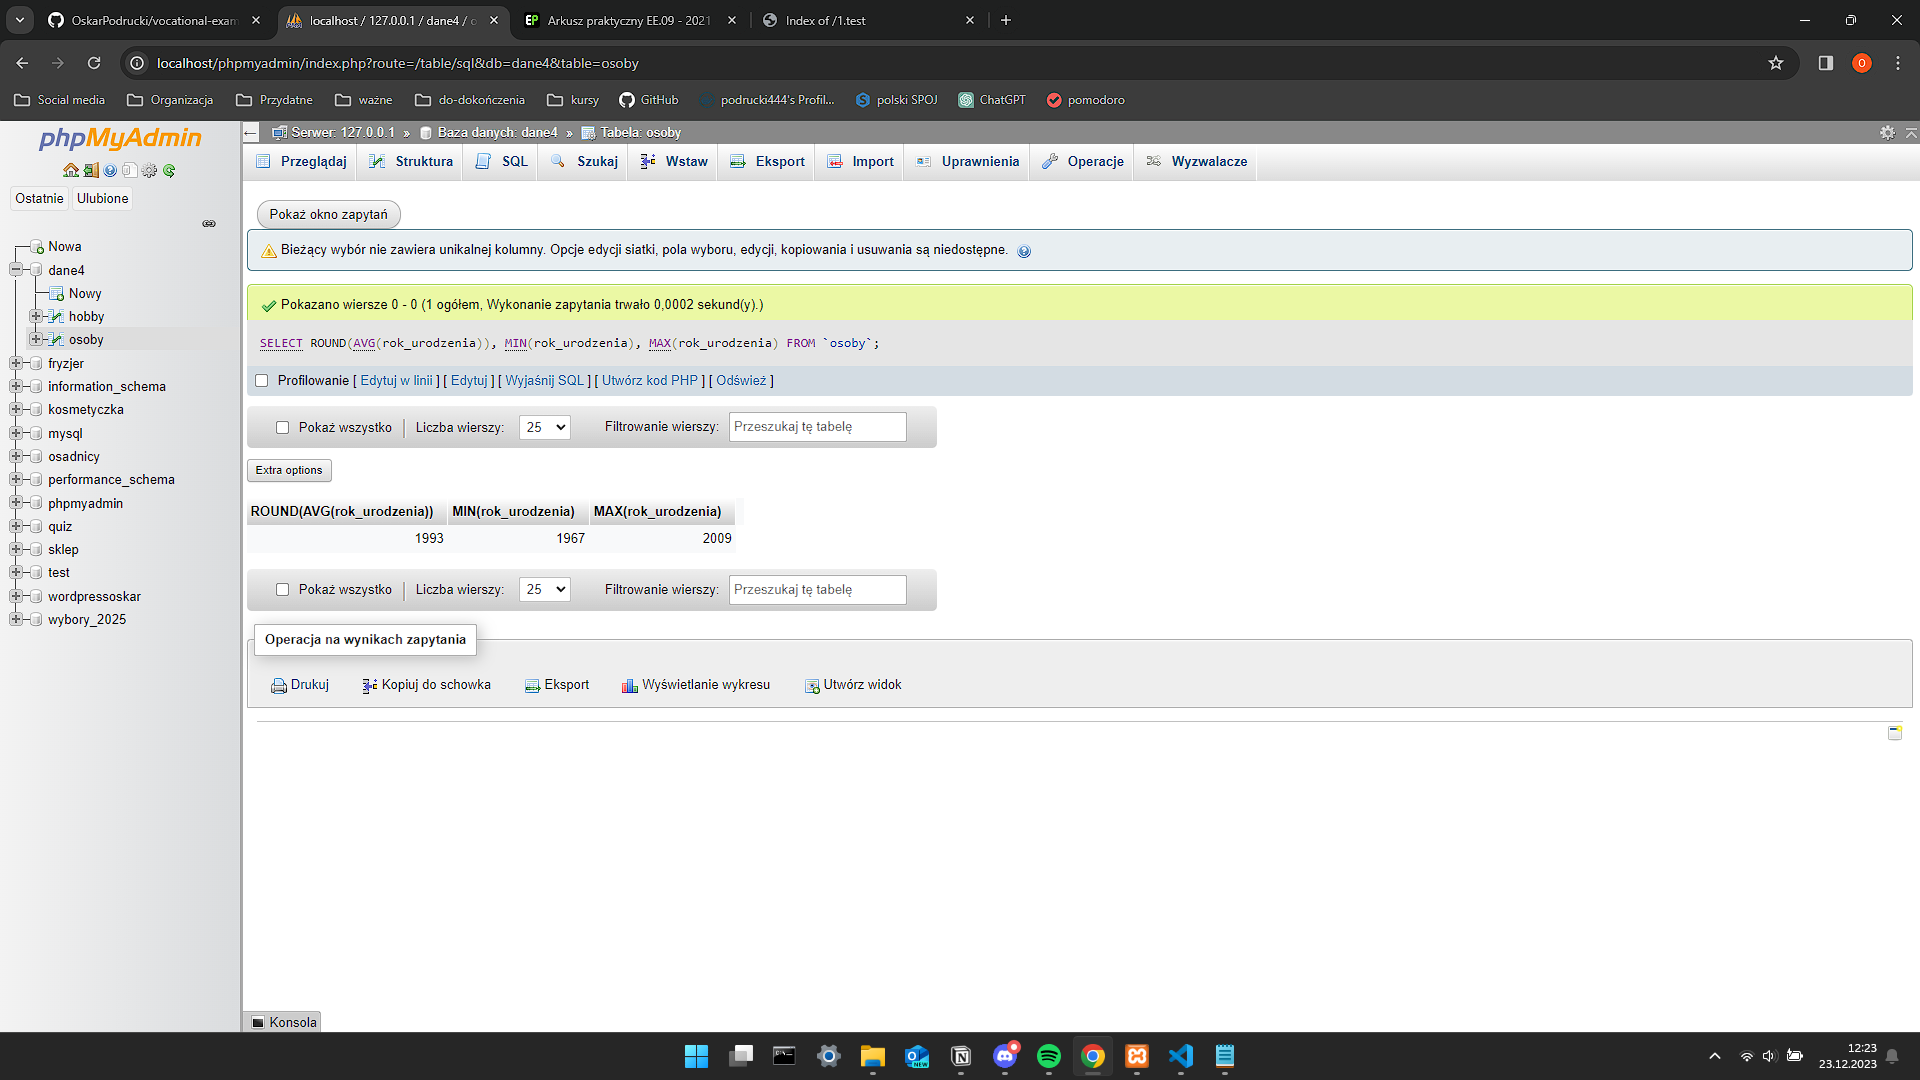 OskarPodrucki/vocational-exam
localhost / 127.0.0.1 / dane4 / o
EP Arkusz praktyczny EE.09 - 2021
Index of /1.test
localhost/phpmyadmin/index.php?route=/table/sql&db=dane4&table=osoby
O
Social media
Organizacja
Przydatne
ważne
do-dokończenia
kursy
GitHub
podrucki444's Profil...
polski SPOJ
ChatGPT
pomodoro
phpMyAdmin
Ostatnie
Ulubione
Nowa
dane4
Nowy
hobby
osoby
fryzjer
information_schema
kosmetyczka
mysql
osadnicy
performance_schema
phpmyadmin
quiz
sklep
test
wordpressoskar
wybory_2025
Serwer: 127.0.0.1 » Baza danych: dane4 » Tabela: osoby
Przeglądaj
Struktura
SQL
Szukaj
Wstaw
Eksport
Import
Uprawnienia
Operacje
Wyzwalacze
Pokaż okno zapytań
Bieżący wybór nie zawiera unikalnej kolumny. Opcje edycji siatki, pola wyboru, edycji, kopiowania i usuwania są niedostępne.
Pokazano wiersze 0 - 0 (1 ogółem, Wykonanie zapytania trwało 0,0002 sekund(y).)
SELECT ROUND(AVG(rok_urodzenia)), MIN(rok_urodzenia), MAX(rok_urodzenia) FROM `osoby`;
Profilowanie [ Edytuj w linii ] [ Edytuj ] [ Wyjaśnij SQL ] [ Utwórz kod PHP ] [ Odśwież ]
Pokaż wszystko
Liczba wierszy: 25
Filtrowanie wierszy: Przeszukaj tę tabelę
Extra options
ROUND(AVG(rok_urodzenia)) MIN(rok_urodzenia) MAX(rok_urodzenia)
1993 1967 2009
Pokaż wszystko
Liczba wierszy: 25
Filtrowanie wierszy: Przeszukaj tę tabelę
Operacja na wynikach zapytania
Drukuj
Kopiuj do schowka
Eksport
Wyświetlanie wykresu
Utwórz widok
Konsola
NEW
12:23
23.12.2023